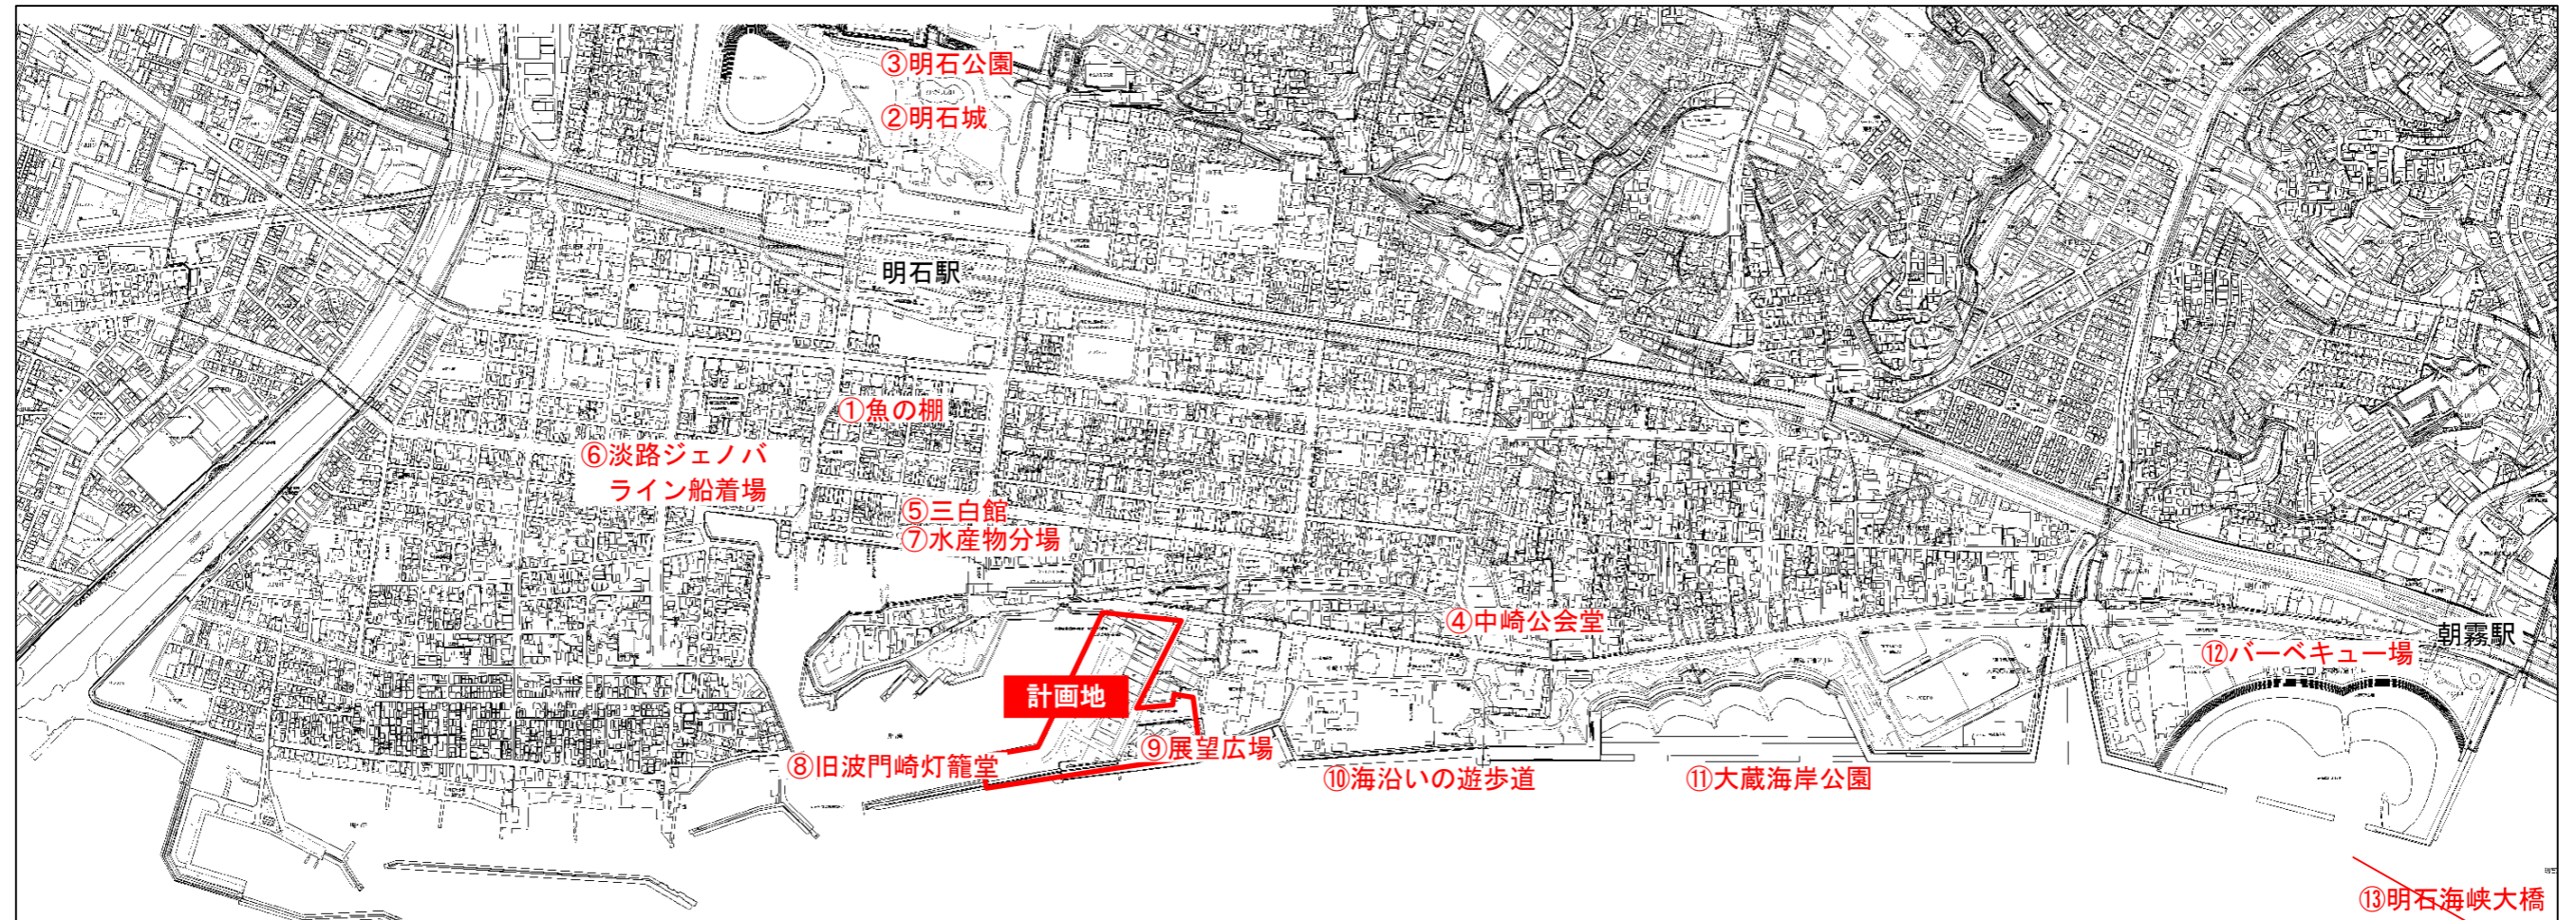 ③明石公園
②明石城
明石駅
①魚の棚
⑥淡路ジェノバ
ライン船着場
⑤三白館
⑦水産物分場
④中崎公会堂
朝霧駅
⑫バーベキュー場
計画地
⑨展望広場
⑧旧波門崎灯籠堂
⑩海沿いの遊歩道
⑪大蔵海岸公園
⑬明石海峡大橋